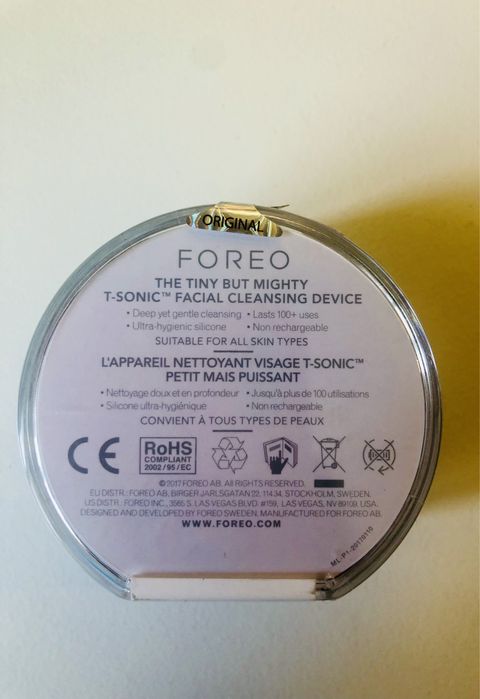 ORIGINAL
FOREO
THE TINY BUT MIGHTY
T-SONIC™ FACIAL CLEANSING DEVICE
• Deep yet gentle cleansing • Lasts 100+ uses
• Ultra-hygienic silicone • Non rechargeable
SUITABLE FOR ALL SKIN TYPES
L'APPAREIL NETTOYANT VISAGE T-SONIC™
PETIT MAIS PUISSANT
• Nettoyage doux et en profondeur • Jusqu'à plus de 100 utilisations
• Silicone ultra-hygiénique • Non rechargeable
CONVIENT À TOUS TYPES DE PEAUX
CE RoHS
COMPLIANT
2002/95/EC
©2017 FOREO AB. ALL RIGHTS RESERVED.
EU DISTR.: FOREO AB, BIRGER JARLSGATAN 22, 114 34, STOCKHOLM, SWEDEN.
US DISTR.: FOREO INC., 3565 S. LAS VEGAS BLVD. #159, LAS VEGAS, NV 89109. USA.
DESIGNED AND DEVELOPED BY FOREO SWEDEN. MANUFACTURED FOR FOREO AB.
WWW.FOREO.COM
ML-P1-20170110